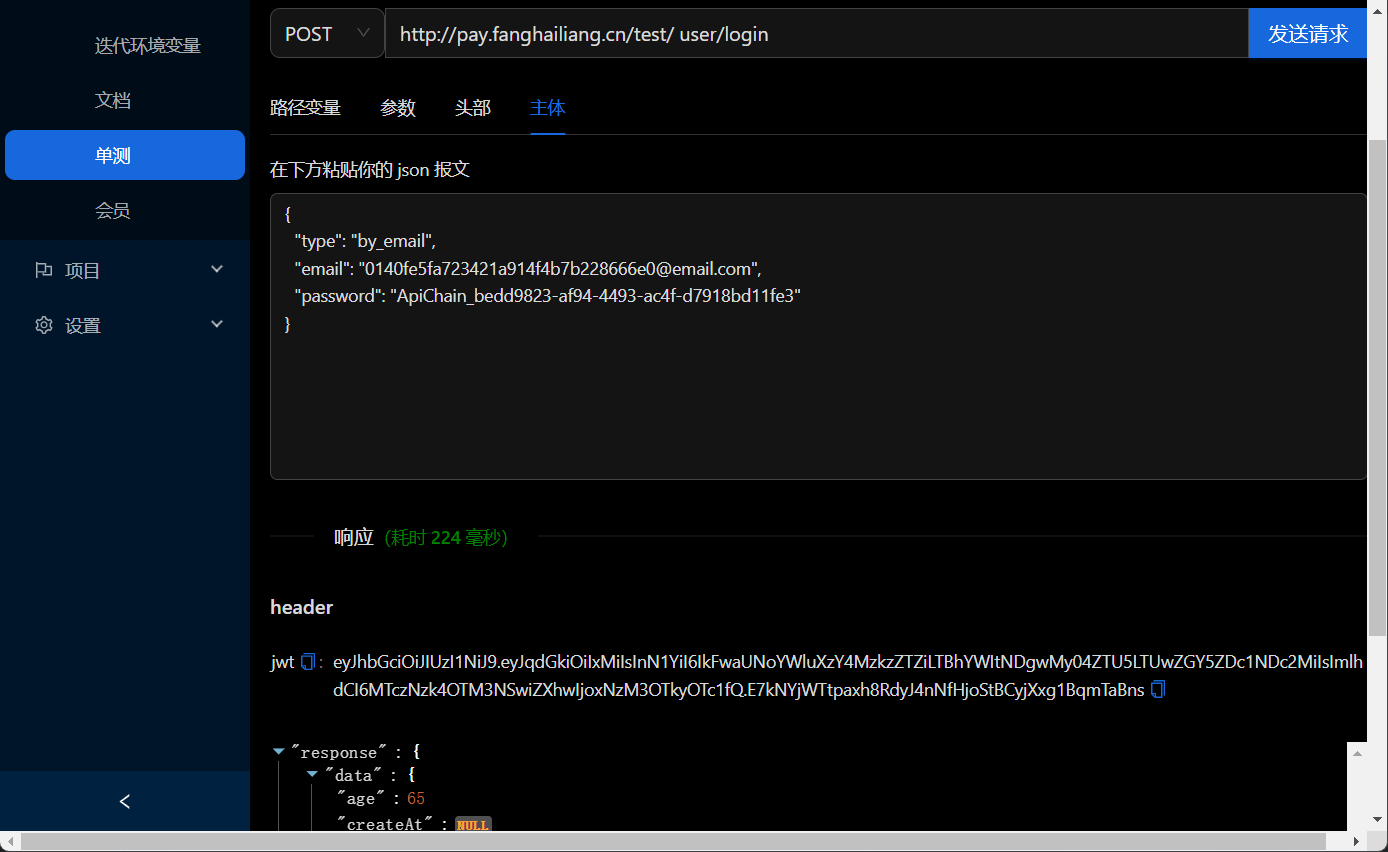 迭代环境变量
文档
单测
会员
项目
设置
POST
http://pay.fanghailiang.cn/test/ user/login
发送请求
路径变量 参数 头部 主体
在下方粘贴你的 json 报文
{
"type": "by_email",
"email": "0140fe5fa723421a914f4b7b228666e0@email.com",
"password": "ApiChain_bedd9823-af94-4493-ac4f-d7918bd11fe3"
}
响应 (耗时 224 毫秒)
header
jwt : eyJhbGciOiJIUzI1NiJ9.eyJqdGkiOiIxMiIsInN1YiI6IkFwaUNoYWluXzY4MzkzZTZiLTBhYWItNDgwMy04ZTU5LTUwZGY5ZDc1NDc2MiIsImlh
dCI6MTczNzk4OTM3NSwiZXhwIjoxNzM3OTkyOTc1fQ.E7kNYjWTtpaxh8RdyJ4nNfHjoStBCyjXxg1BqmTaBns
"response" : {
"data" : {
"age" : 65
"createAt" : NULL